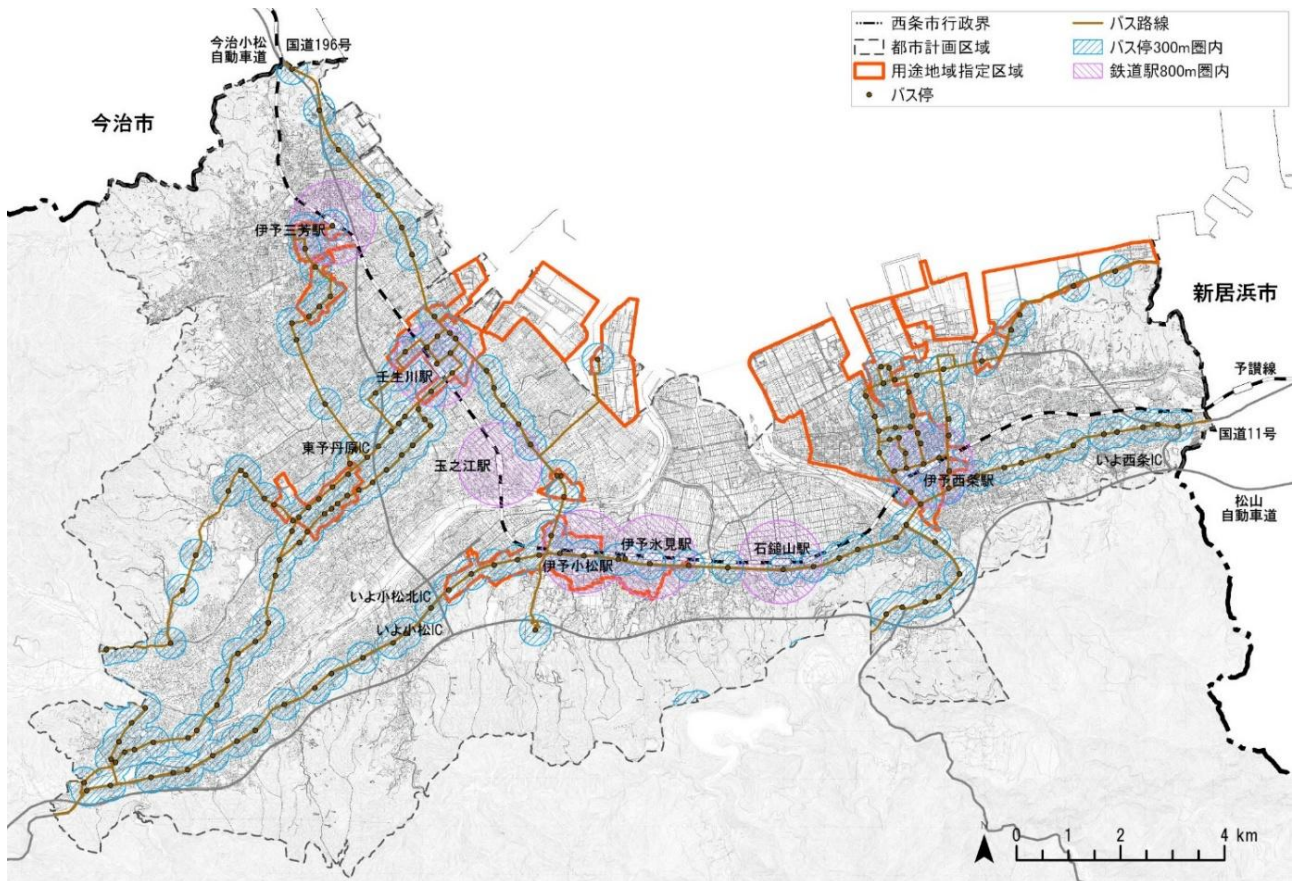 西条市行政界
都市計画区域
用途地域指定区域
バス停
バス路線
バス停300m圏内
鉄道駅800m圏内
今治小松
自動車道
国道196号
今治市
伊予三芳駅
新居浜市
壬生川駅
予讃線
国道11号
東予丹原IC
玉之江駅
いよ西条IC
伊予西条駅
松山
自動車道
伊予氷見駅
石鎚山駅
伊予小松駅
いよ小松北IC
いよ小松IC
N
0 1 2 4 km